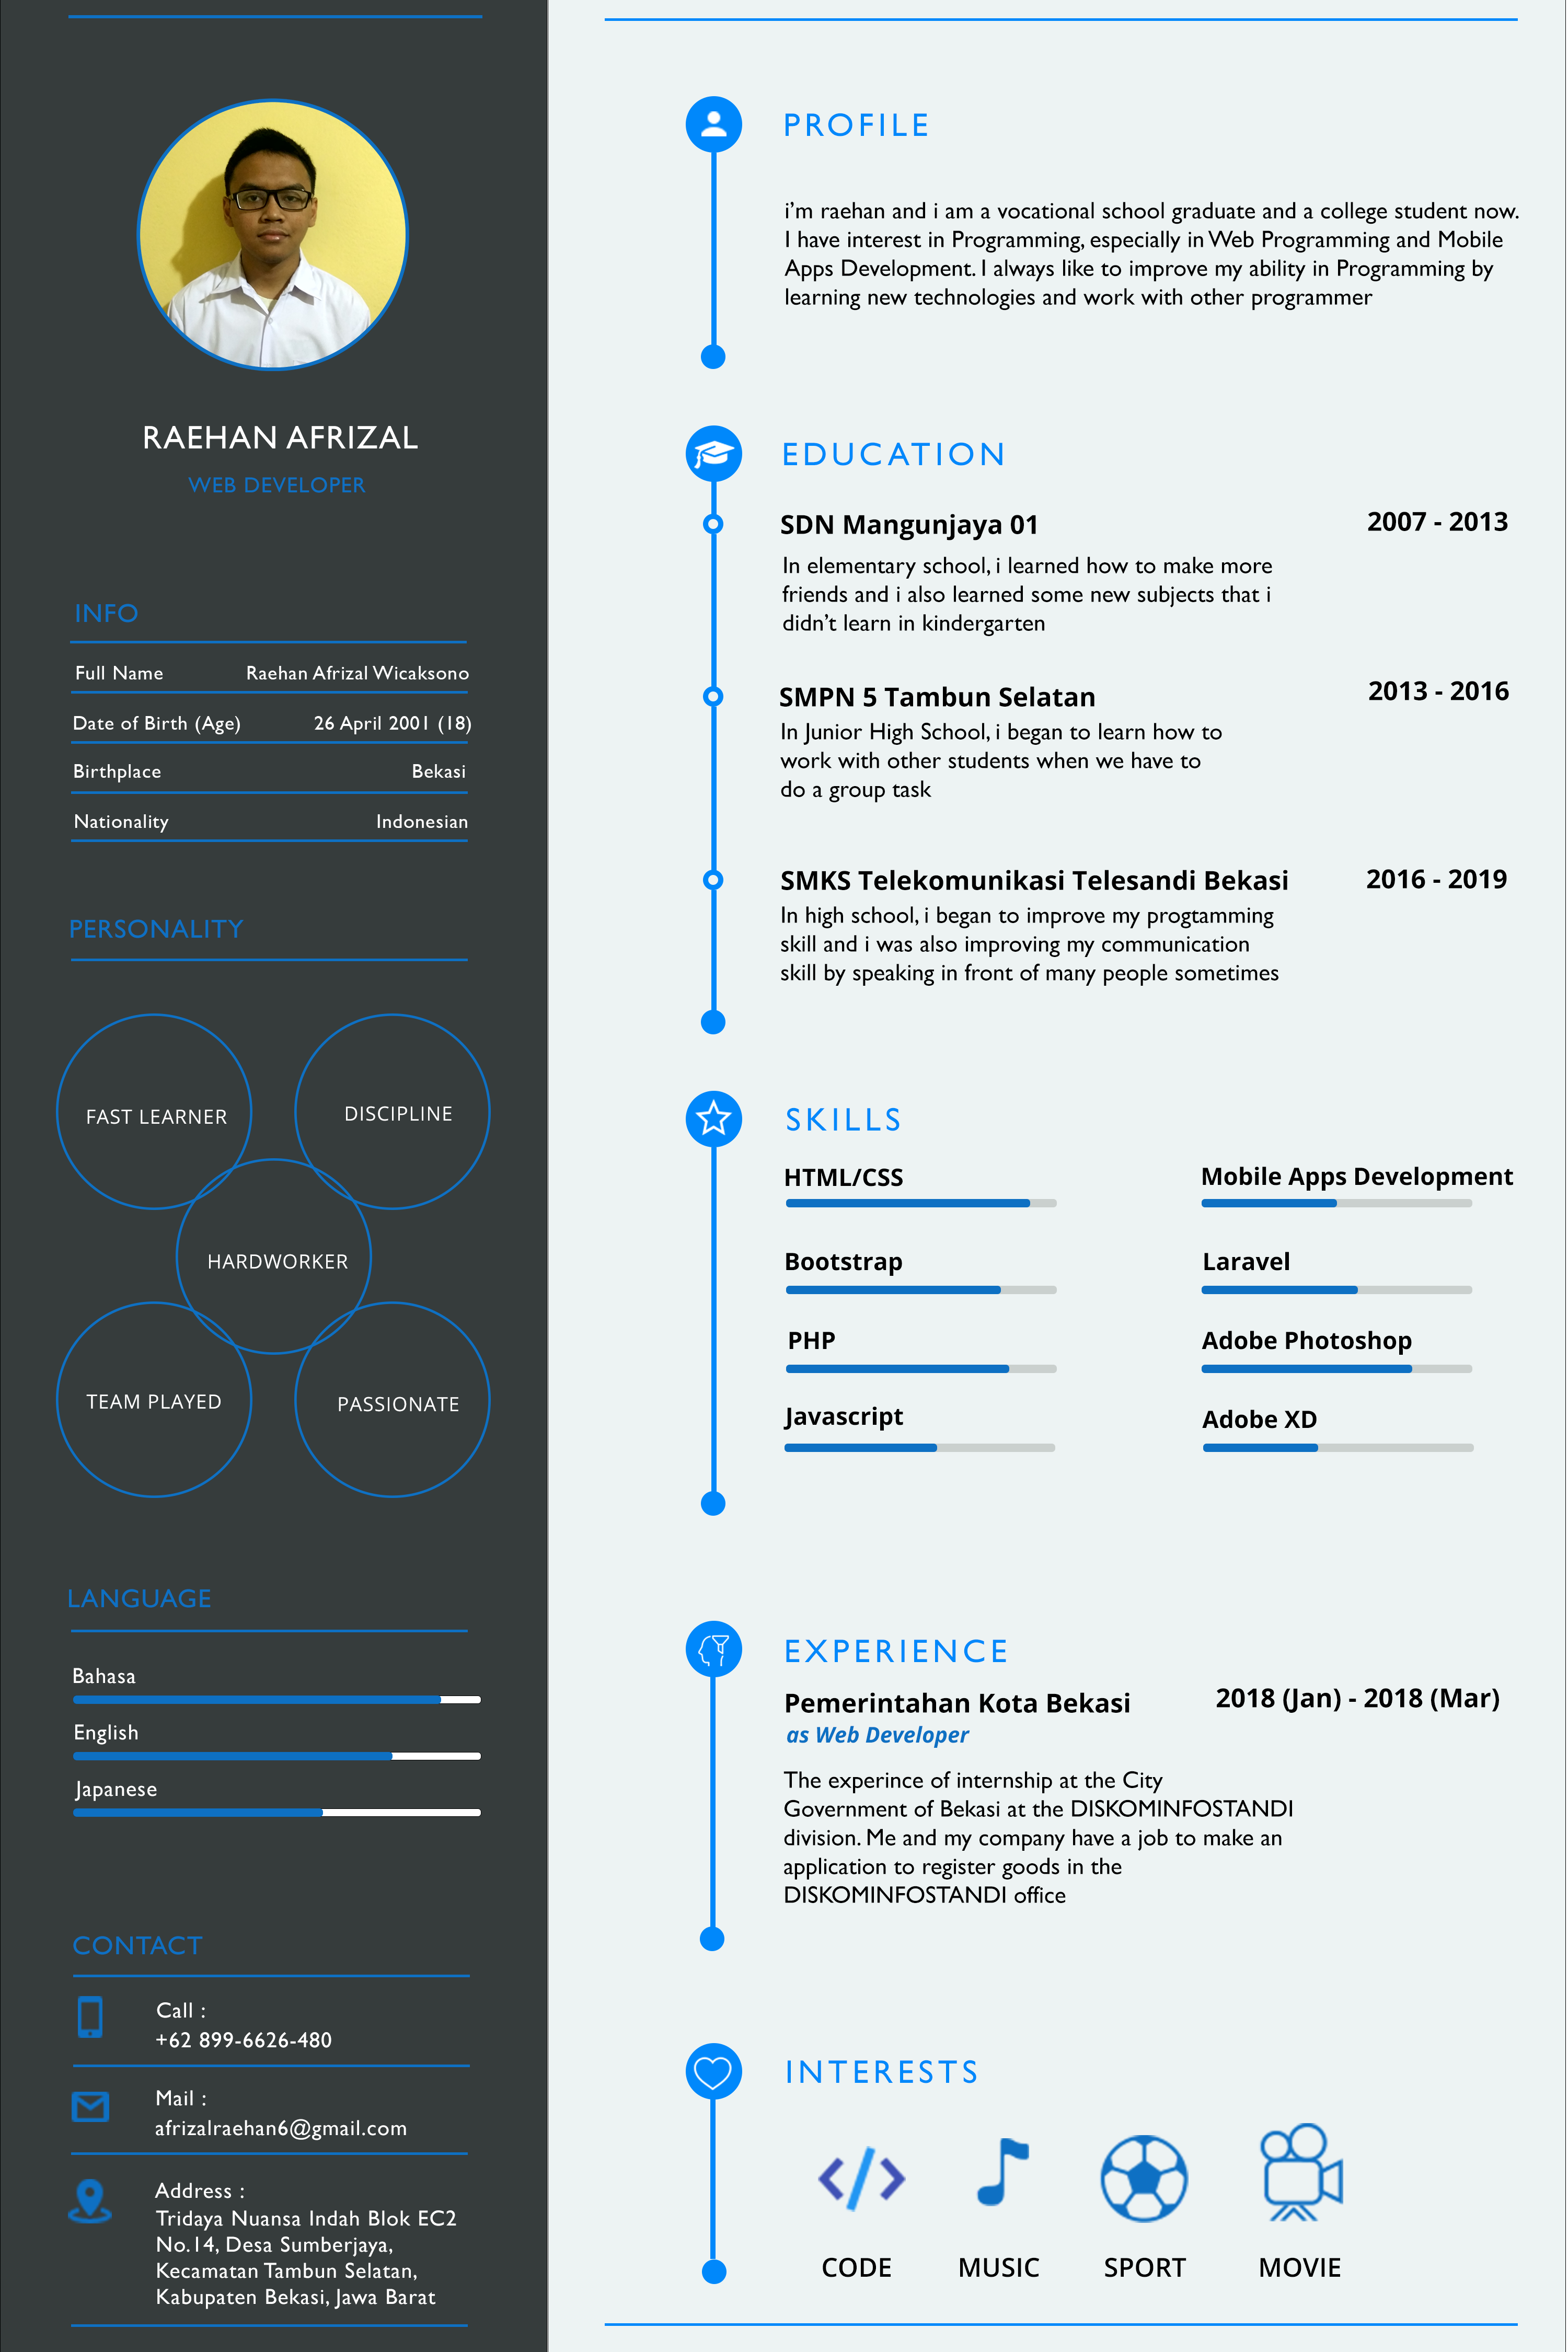 RAEHAN AFRIZAL
WEB DEVELOPER
INFO
Full Name Raehan Afrizal Wicaksono
Date of Birth (Age) 26 April 2001 (18)
Birthplace Bekasi
Nationality Indonesian
PERSONALITY
FAST LEARNER
DISCIPLINE
HARDWORKER
TEAM PLAYED
PASSIONATE
LANGUAGE
Bahasa
English
Japanese
CONTACT
Call :
+62 899-6626-480
Mail :
afrizalraehan6@gmail.com
Address :
Tridaya Nuansa Indah Blok EC2
No.14, Desa Sumberjaya,
Kecamatan Tambun Selatan,
Kabupaten Bekasi, Jawa Barat
PROFILE
i’m raehan and i am a vocational school graduate and a college student now.
I have interest in Programming, especially in Web Programming and Mobile
Apps Development. I always like to improve my ability in Programming by
learning new technologies and work with other programmer
EDUCATION
SDN Mangunjaya 01 2007 - 2013
In elementary school, i learned how to make more
friends and i also learned some new subjects that i
didn’t learn in kindergarten
SMPN 5 Tambun Selatan 2013 - 2016
In Junior High School, i began to learn how to
work with other students when we have to
do a group task
SMKS Telekomunikasi Telesandi Bekasi 2016 - 2019
In high school, i began to improve my progtamming
skill and i was also improving my communication
skill by speaking in front of many people sometimes
SKILLS
HTML/CSS Mobile Apps Development
Bootstrap Laravel
PHP Adobe Photoshop
Javascript Adobe XD
EXPERIENCE
Pemerintahan Kota Bekasi 2018 (Jan) - 2018 (Mar)
as Web Developer
The experince of internship at the City
Government of Bekasi at the DISKOMINFOSTANDI
division. Me and my company have a job to make an
application to register goods in the
DISKOMINFOSTANDI office
INTERESTS
CODE MUSIC SPORT MOVIE